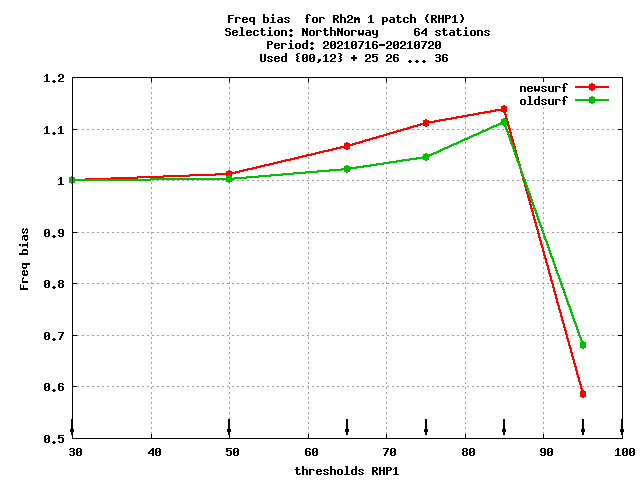 Freq bias  for Rh2m 1 patch (RHP1)
Selection: NorthNorway     64 stations
Period: 20210716-20210720
Used {00,12} + 25 26 ... 36
newsurf
oldsurf
1.2
1.1
1
0.9
0.8
0.7
0.6
0.5
Freq bias
30 40 50 60 70 80 90 100
thresholds RHP1